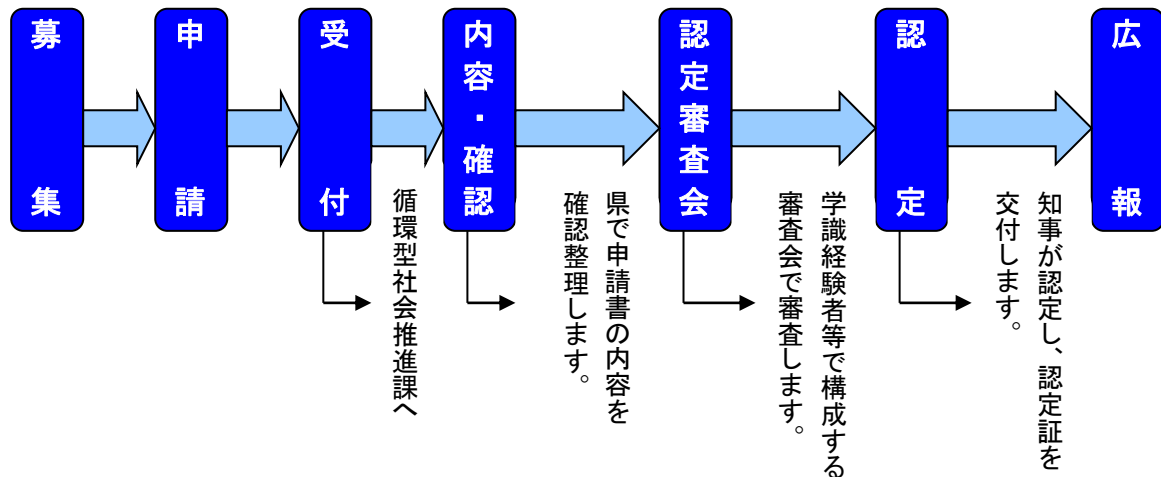 募集
申請
受付
循環型社会推進課へ
内容・確認
県で申請書の内容を
確認整理します。
認定審査会
学識経験者等で構成する
審査会で審査します。
認定
知事が認定し、認定証を
交付します。
広報